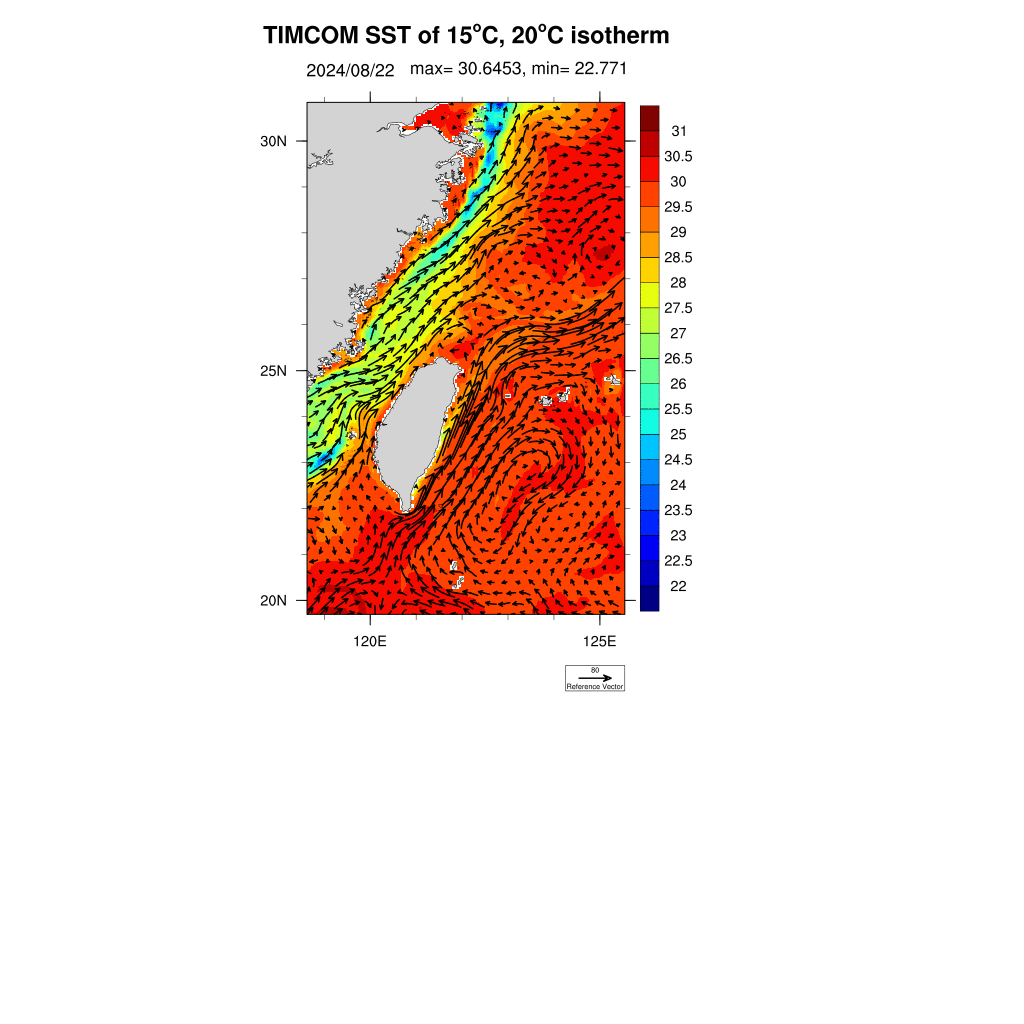 TIMCOM SST of 15°C, 20°C isotherm
2024/08/22 max= 30.6453, min= 22.771
30N
25N
20N
120E 125E
31
30.5
30
29.5
29
28.5
28
27.5
27
26.5
26
25.5
25
24.5
24
23.5
23
22.5
22
80
Reference Vector